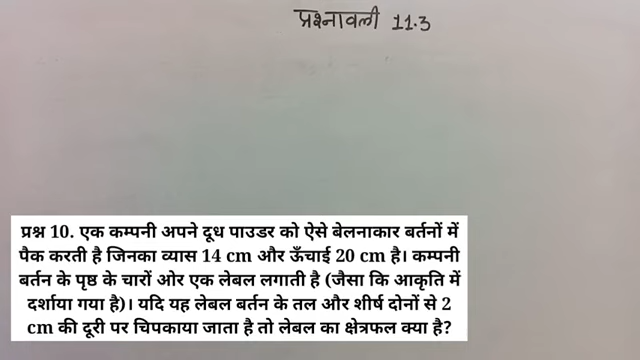 प्रश्नावली 11.3
प्रश्न 10. एक कम्पनी अपने दूध पाउडर को ऐसे बेलनाकार बर्तनों में
पैक करती है जिनका व्यास 14 cm और ऊँचाई 20 cm है। कम्पनी
बर्तन के पृष्ठ के चारों ओर एक लेबल लगाती है (जैसा कि आकृति में
दर्शाया गया है)। यदि यह लेबल बर्तन के तल और शीर्ष दोनों से 2
cm की दूरी पर चिपकाया जाता है तो लेबल का क्षेत्रफल क्या है?